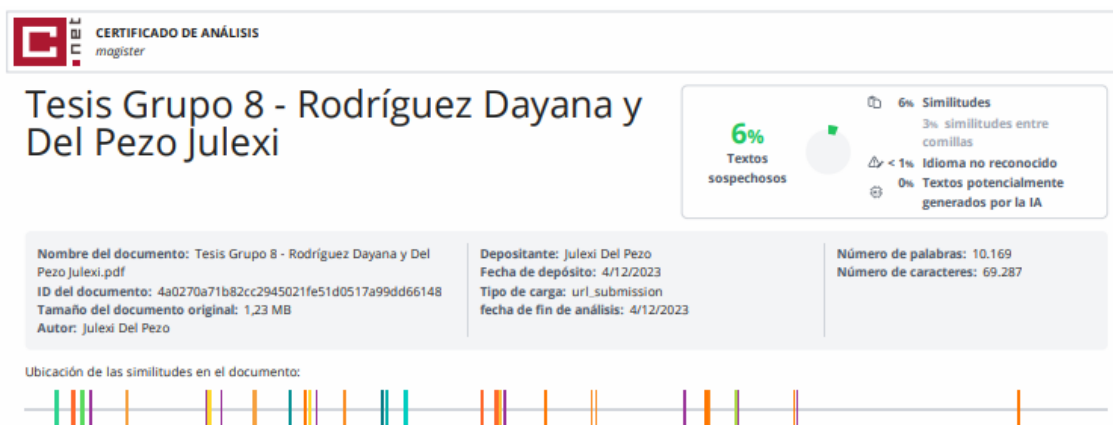 C
.net
CERTIFICADO DE ANÁLISIS
magister
Tesis Grupo 8 - Rodríguez Dayana y
Del Pezo Julexi
6%
Textos
sospechosos
6% Similitudes
3% similitudes entre
comillas
< 1% Idioma no reconocido
0% Textos potencialmente
generados por la IA
Nombre del documento: Tesis Grupo 8 - Rodríguez Dayana y Del
Pezo Julexi.pdf
ID del documento: 4a0270a71b82cc2945021fe51d0517a99dd66148
Tamaño del documento original: 1,23 MB
Autor: Julexi Del Pezo
Depositante: Julexi Del Pezo
Fecha de depósito: 4/12/2023
Tipo de carga: url_submission
fecha de fin de análisis: 4/12/2023
Número de palabras: 10.169
Número de caracteres: 69.287
Ubicación de las similitudes en el documento: